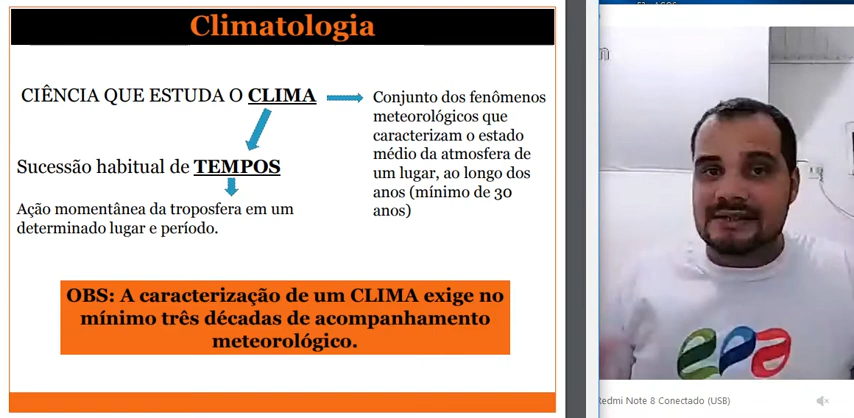 Climatologia
CIÊNCIA QUE ESTUDA O CLIMA
Conjunto dos fenômenos
meteorológicos que
caracterizam o estado
médio da atmosfera de
um lugar, ao longo dos
anos (mínimo de 30
anos)
Sucessão habitual de TEMPOS
Ação momentânea da troposfera em um
determinado lugar e período.
OBS: A caracterização de um CLIMA exige no
mínimo três décadas de acompanhamento
meteorológico.
epa
Redmi Note 8 Conectado (USB)